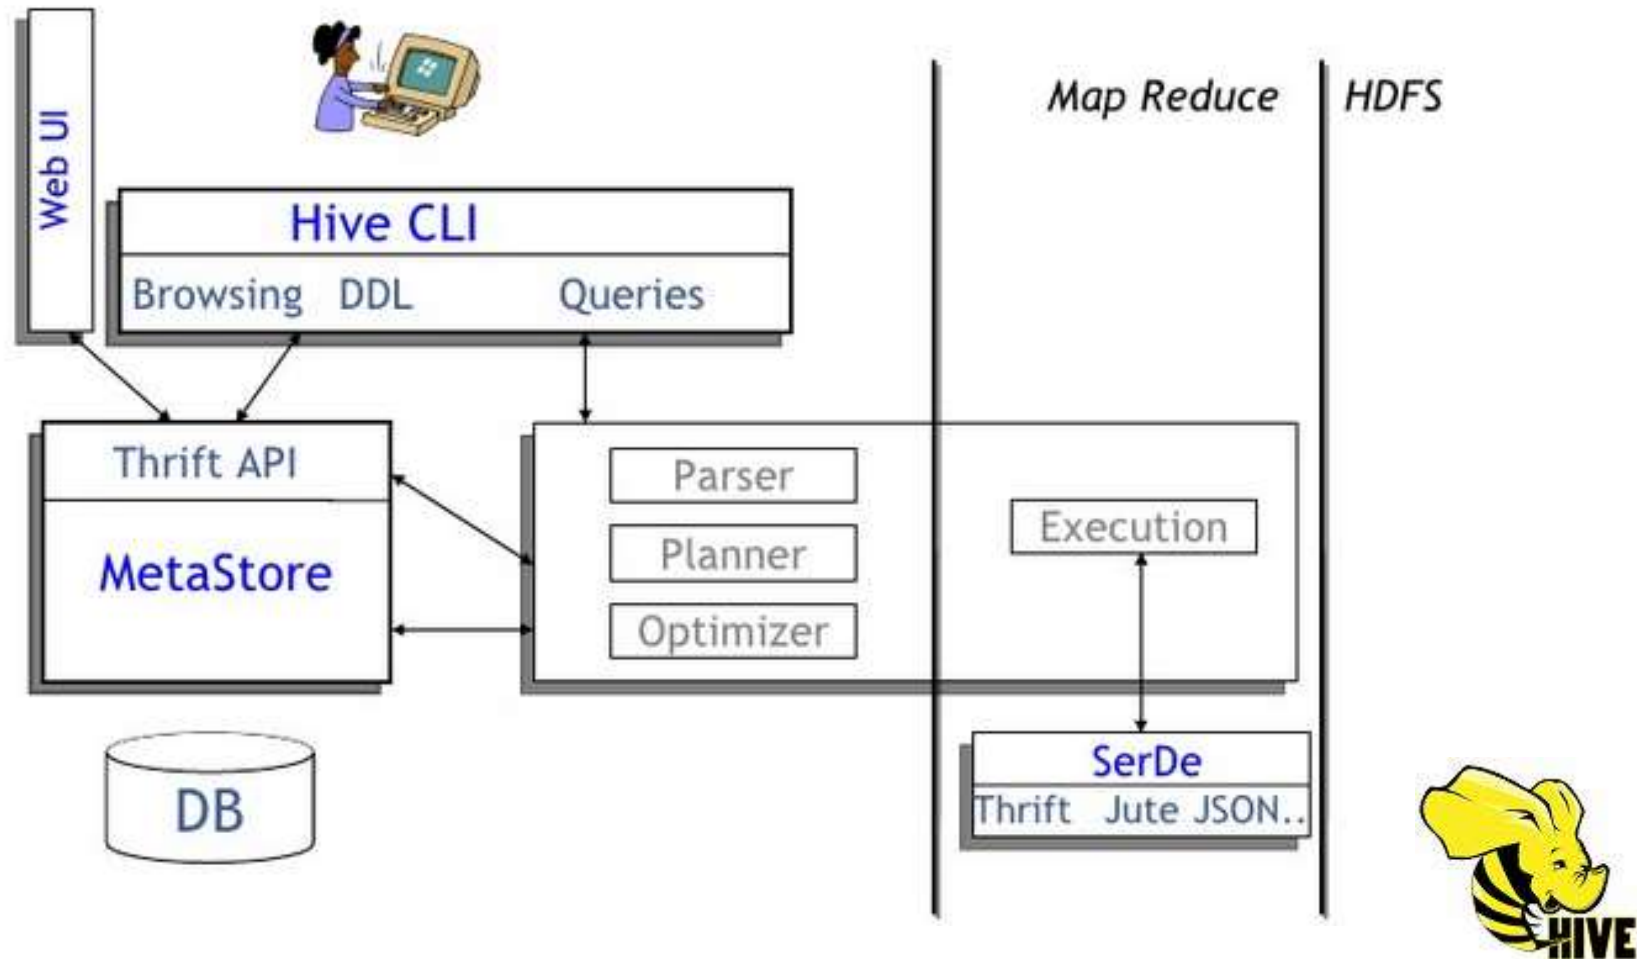 Web UI
Map Reduce
HDFS
Hive CLI
Browsing DDL Queries
Thrift API
MetaStore
Parser
Planner
Optimizer
Execution
SerDe
Thrift Jute JSON..
DB
HIVE